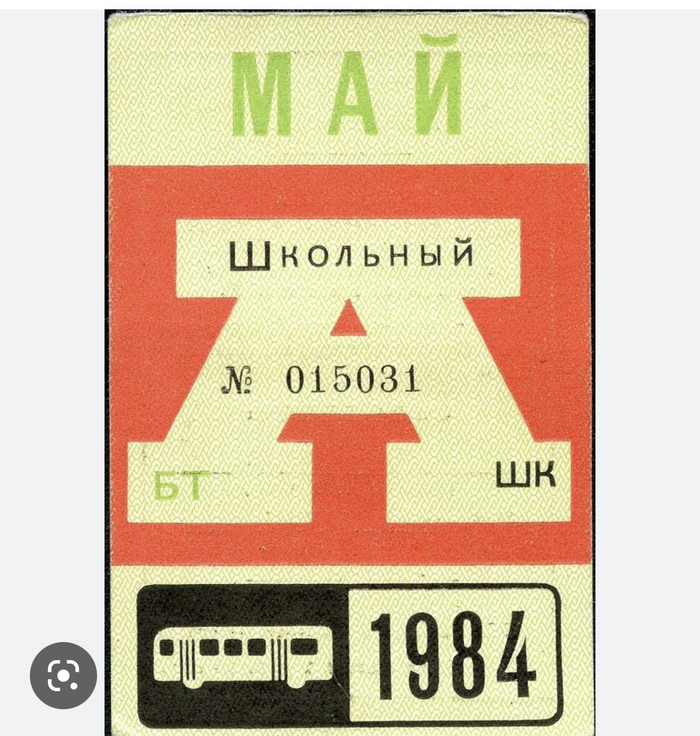 МАЙ
Школьный
А
№ 015031
БТ
ШК
1984